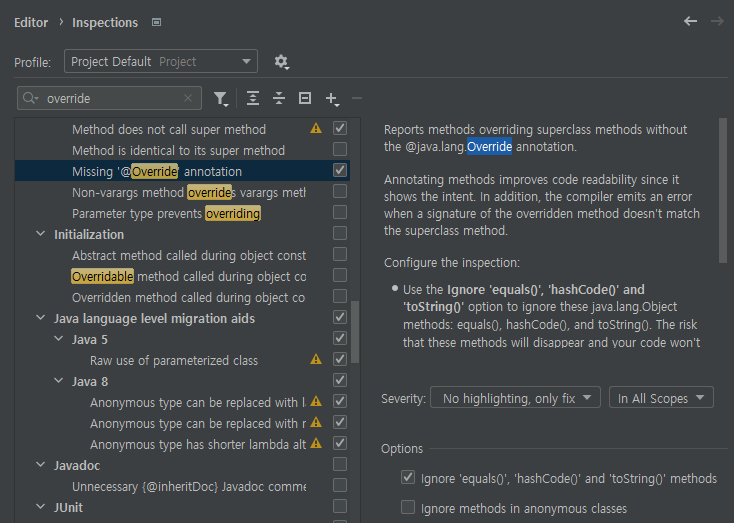 Editor › Inspections
Profile: Project Default Project
override
Method does not call super method
Method is identical to its super method
Missing '@Override' annotation
Non-varargs method overrides varargs meth
Parameter type prevents overriding
Initialization
Abstract method called during object const
Overridable method called during object co
Overridden method called during object co
Java language level migration aids
Java 5
Raw use of parameterized class
Java 8
Anonymous type can be replaced with l
Anonymous type can be replaced with r
Anonymous type has shorter lambda alt
Javadoc
Unnecessary {@inheritDoc} Javadoc comme
JUnit
Reports methods overriding superclass methods without
the @java.lang.Override annotation.
Annotating methods improves code readability since it
shows the intent. In addition, the compiler emits an error
when a signature of the overridden method doesn't match
the superclass method.
Configure the inspection:
• Use the Ignore 'equals()', 'hashCode()' and
'toString()' option to ignore these java.lang.Object
methods: equals(), hashCode(), and toString(). The risk
that these methods will disappear and your code won't
Severity: No highlighting, only fix In All Scopes
Options
Ignore 'equals()', 'hashCode()' and 'toString()' methods
Ignore methods in anonymous classes